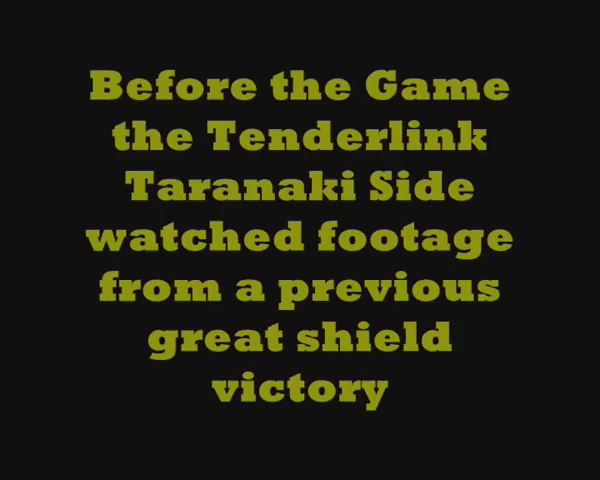 Before the Game
the Tenderlink
Taranaki Side
watched footage
from a previous
great shield
victory